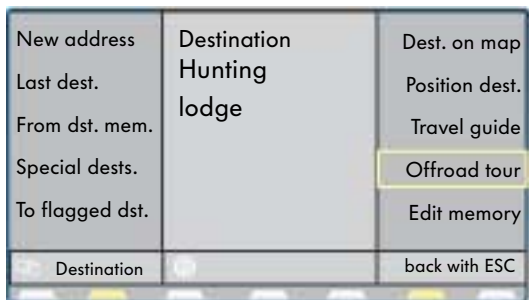 New address
Last dest.
From dst. mem.
Special dests.
To flagged dst.
Destination
Hunting
lodge
Dest. on map
Position dest.
Travel guide
Offroad tour
Edit memory
Destination
back with ESC